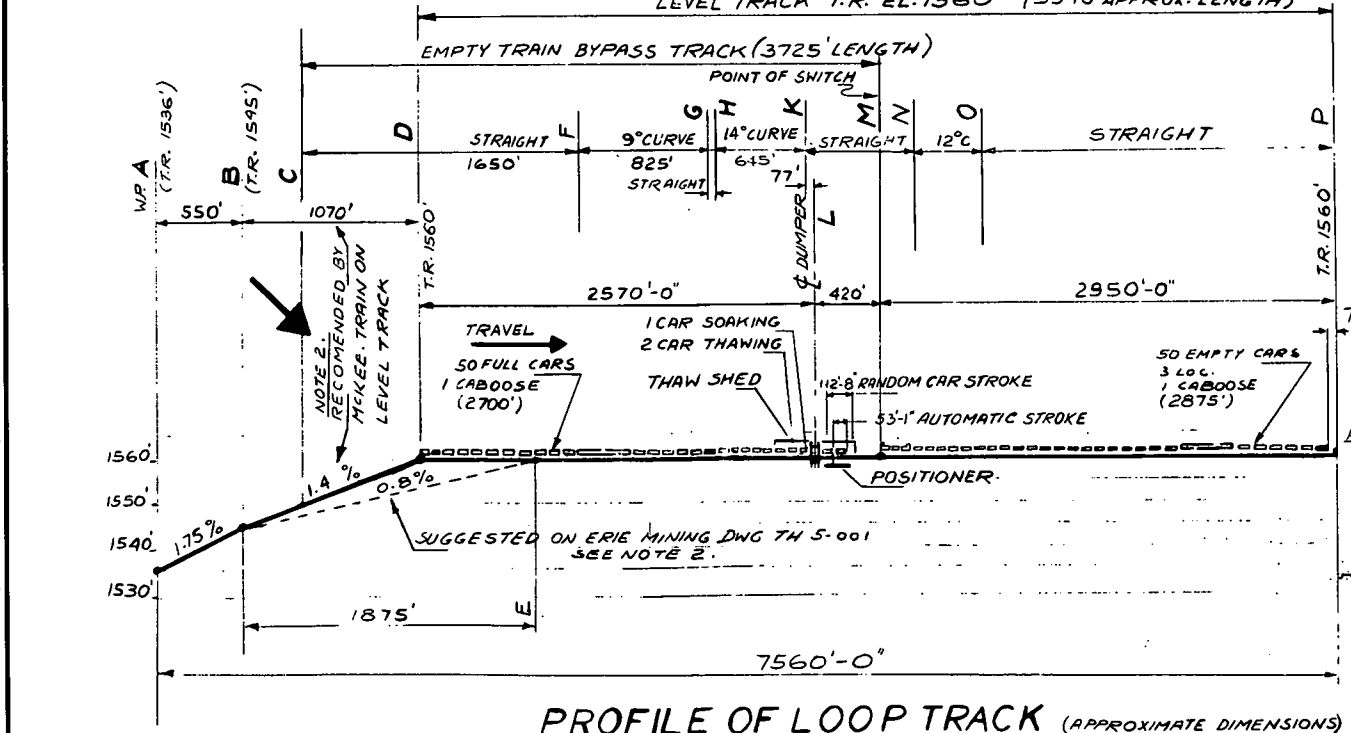 LEVEL TRACK T.R. EL. 1560'
APPROX. LENGTH)
EMPTY TRAIN BYPASS TRACK (3725' LENGTH)
POINT OF SWITCH
W.P. A
(T.R. 1536')
B
(T.R. 1545')
C
D
F
G
H
K
M
N
O
P
STRAIGHT
1650'
9° CURVE
825'
STRAIGHT
14° CURVE
645'
77'
STRAIGHT
12°C
STRAIGHT
550'
1070'
T.R. 1560'
℄ DUMPER
L
T.R. 1560'
NOTE 2.
RECOMENDED BY
MCKEE. TRAIN ON
LEVEL TRACK
2570'-0"
420'
2950'-0"
TRAVEL
50 FULL CARS
1 CABOOSE
(2700')
1 CAR SOAKING
2 CAR THAWING
THAW SHED
112'-8" RANDOM CAR STROKE
53'-1" AUTOMATIC STROKE
50 EMPTY CARS
3 LOC.
1 CABOOSE
(2875')
POSITIONER
1560'
1550'
1540'
1530'
1.75%
1.4 %
0.8%
SUGGESTED ON ERIE MINING DWG TH 5-001
SEE NOTE 2.
1875'
E
7560'-0"
PROFILE OF LOOP TRACK (APPROXIMATE DIMENSIONS)